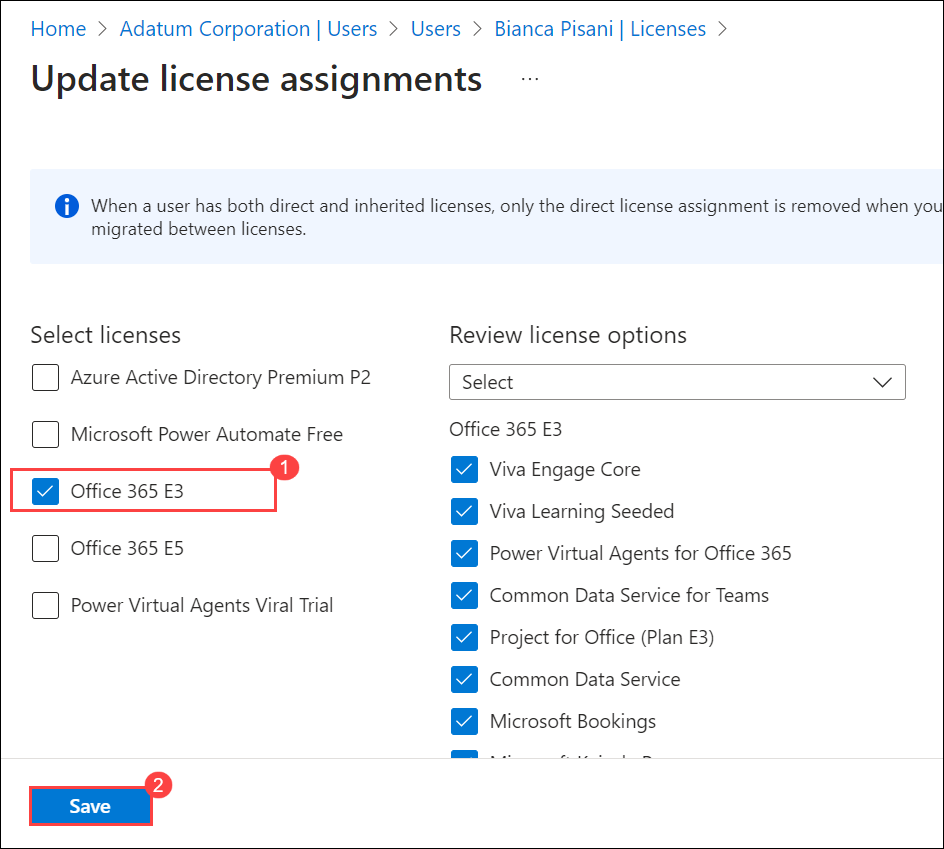 Home > Adatum Corporation | Users > Users > Bianca Pisani | Licenses >
Update license assignments ...
When a user has both direct and inherited licenses, only the direct license assignment is removed when you
migrated between licenses.
Select licenses
Azure Active Directory Premium P2
Microsoft Power Automate Free
1
Office 365 E3
Office 365 E5
Power Virtual Agents Viral Trial
Review license options
Select
Office 365 E3
Viva Engage Core
Viva Learning Seeded
Power Virtual Agents for Office 365
Common Data Service for Teams
Project for Office (Plan E3)
Common Data Service
Microsoft Bookings
2
Save